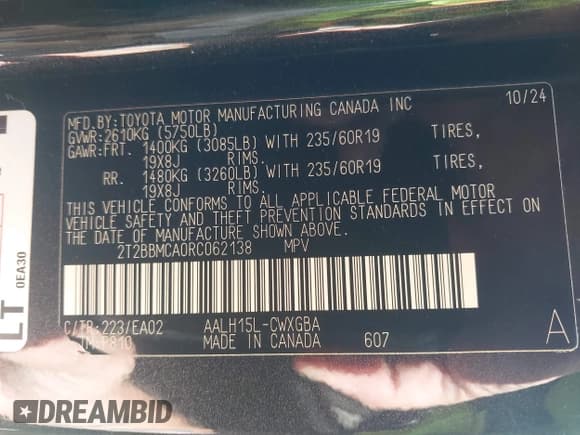 MFD.BY:TOYOTA MOTOR MANUFACTURING CANADA INC 10/24
GVWR:2610KG (5750LB)
GAWR:FRT. 1400KG (3085LB) WITH 235/60R19 TIRES,
19X8J RIMS.
RR. 1480KG (3260LB) WITH 235/60R19 TIRES,
19X8J RIMS.
THIS VEHICLE CONFORMS TO ALL APPLICABLE FEDERAL MOTOR
VEHICLE SAFETY AND THEFT PREVENTION STANDARDS IN EFFECT ON
THE DATE OF MANUFACTURE SHOWN ABOVE.
2T2BBMCA0RC062138 MPV
C/TR:223/EA02 AALH15L-CWXGBA
P810 MADE IN CANADA 607 A
LT
0EA30
DREAMBID